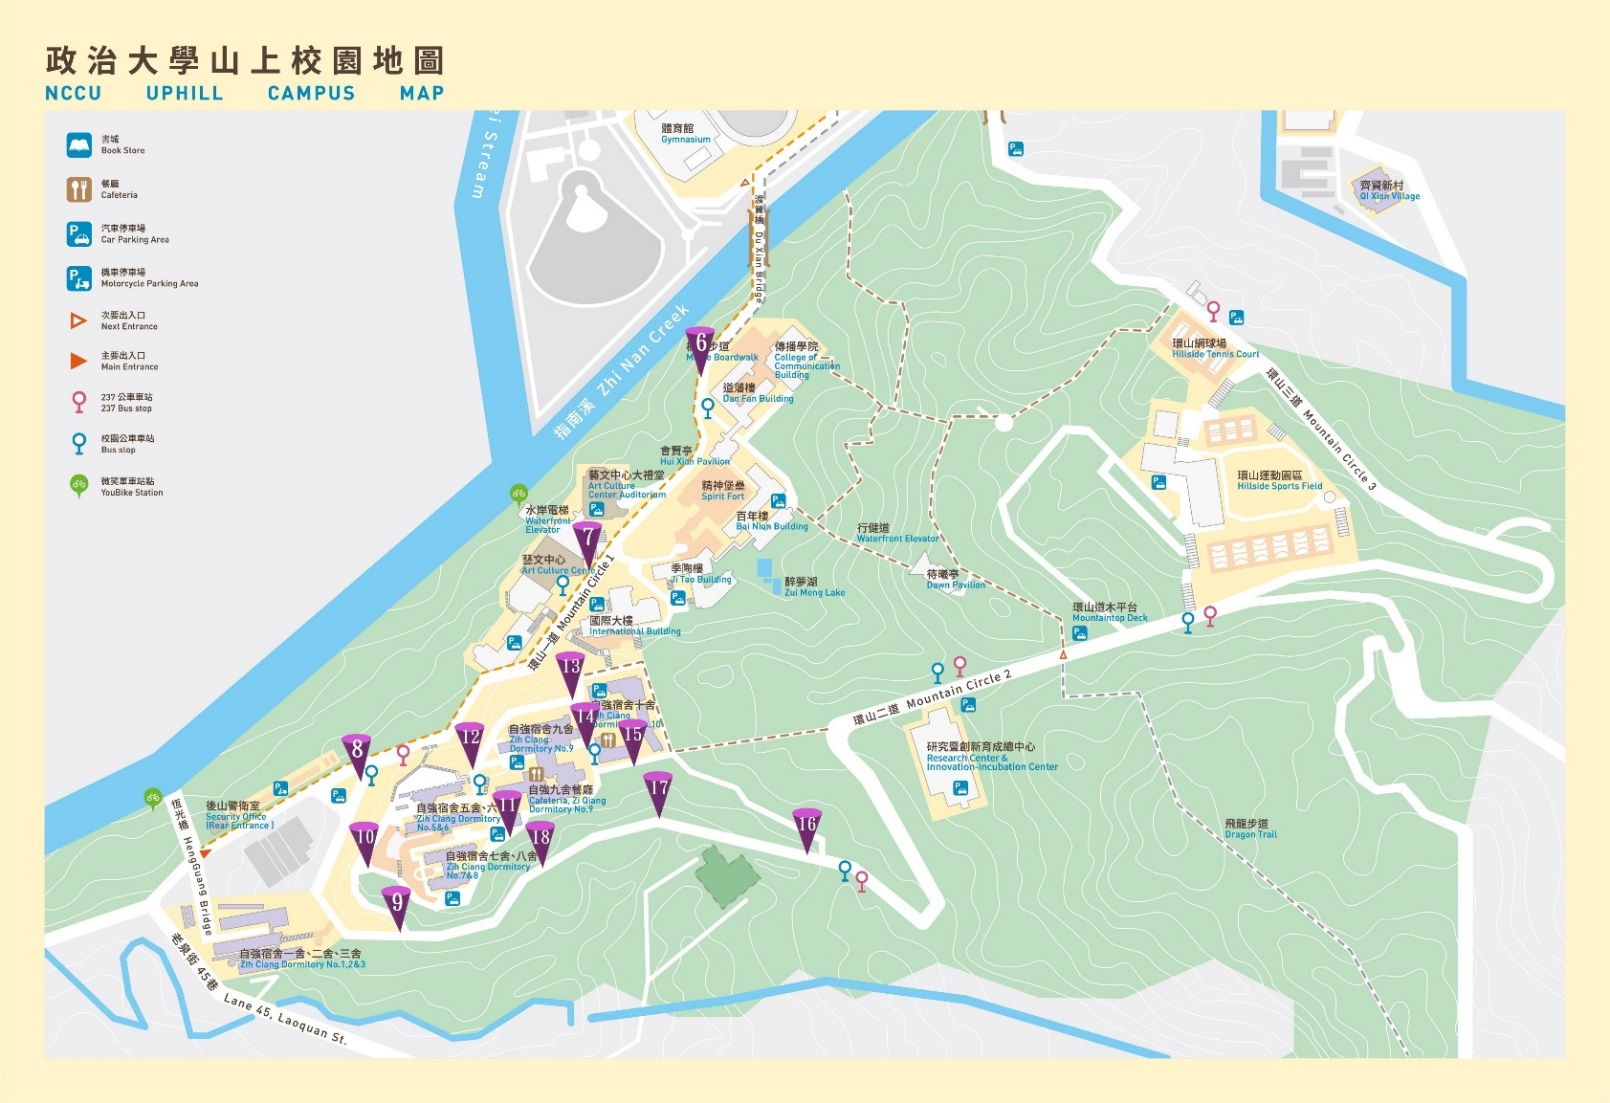 政治大學山上校園地圖
NCCU UPHILL CAMPUS MAP
書城
Book Store
餐廳
Cafeteria
汽車停車場
Car Parking Area
機車停車場
Motorcycle Parking Area
次要出入口
Next Entrance
主要出入口
Main Entrance
237 公車車站
237 Bus stop
校園公車車站
Bus stop
微笑單車站點
YouBike Station
ei Stream
體育館
Gymnasium
齊賢新村
Qi Xian Village
渡賢橋 Du Xian Bridge
指南溪 Zhi Nan Creek
6
步道
Boardwalk
傳播學院
College of
Communication
Building
道藩樓
Dao Fan Building
環山網球場
Hillside Tennis Court
環山三道 Mountain Circle 3
會賢亭
Hui Xian Pavilion
藝文中心大禮堂
Art Culture
Center Auditorium
精神堡壘
Spirit Fort
環山運動園區
Hillside Sports Field
水岸電梯
Waterfront
Elevator
百年樓
Bai Nian Building
行健道
Waterfront Elevator
7
藝文中心
Art Culture Cente
季陶樓
Ji Tao Building
醉夢湖
Zui Meng Lake
待曦亭
Dawn Pavilion
環山一道 Mountain Circle 1
國際大樓
International Building
環山道木平台
Mountaintop Deck
13
環山二道 Mountain Circle 2
自強宿舍十舍
Zih Ciang
14
15
12
自強宿舍九舍
Zih Ciang
Dormitory No.9
8
研究暨創新育成總中心
Research Center &
Innovation-Incubation Center
17
自強九舍餐廳
Cafeteria, Zi Qiang
Dormitory No.9
後山警衛室
Security Office
(Rear Entrance )
恆光橋 HengGuang Bridge
自強宿舍五舍、六
Zih Ciang Dormitory
No.5&6
11
16
飛龍步道
Dragon Trail
10
18
自強宿舍七舍、八舍
Zih Ciang Dormitory
No.7&8
9
自強宿舍一舍、二舍、三舍
Zih Ciang Dormitory No.1,2&3
老泉街 45巷 Lane 45, Laoquan St.